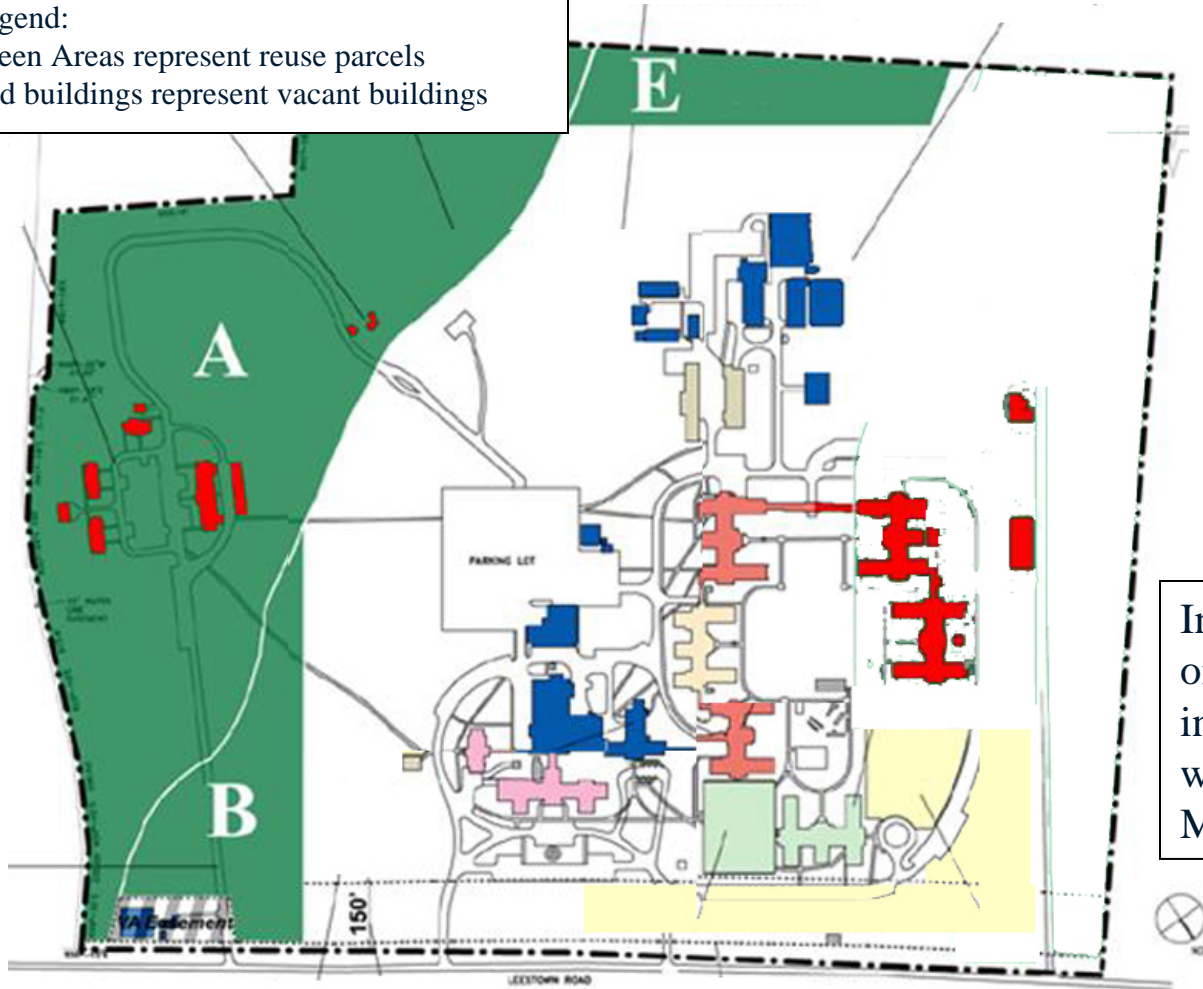 gend:
een Areas represent reuse parcels
d buildings represent vacant buildings
E
A
PARKING LOT
In
o
in
w
M
B
VA Easement
150'
LEESTOWN ROAD